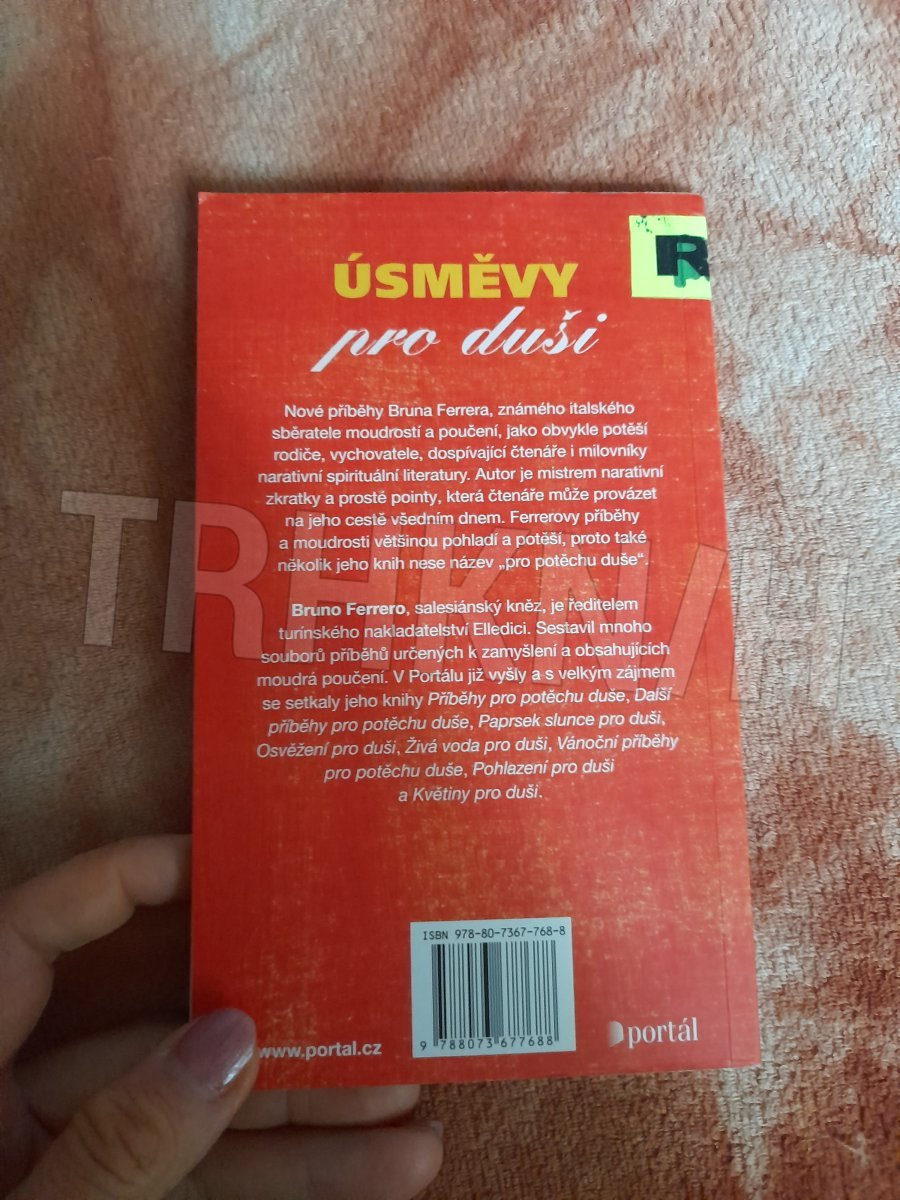 ÚSMĚVY
R
pro duši
Nové příběhy Bruna Ferrera, známého italského
sběratele moudrostí a poučení, jako obvykle potěší
rodiče, vychovatele, dospívající čtenáře i milovníky
narativní spirituální literatury. Autor je mistrem narativní
zkratky a prosté pointy, která čtenáře může provázet
na jeho cestě všedním dnem. Ferrerovy příběhy
a moudrosti většinou pohladí a potěší, proto také
několik jeho knih nese název „pro potěchu duše“.
Bruno Ferrero, salesiánský kněz, je ředitelem
turínského nakladatelství Elledici. Sestavil mnoho
souborů příběhů určených k zamyšlení a obsahujících
moudrá poučení. V Portálu již vyšly a s velkým zájmem
se setkaly jeho knihy Příběhy pro potěchu duše, Další
příběhy pro potěchu duše, Paprsek slunce pro duši,
Osvěžení pro duši, Živá voda pro duši, Vánoční příběhy
pro potěchu duše, Pohlazení pro duši
a Květiny pro duši.
TRHKNIH
ISBN 978-80-7367-768-8
9 788073 677688
www.portal.cz
portál